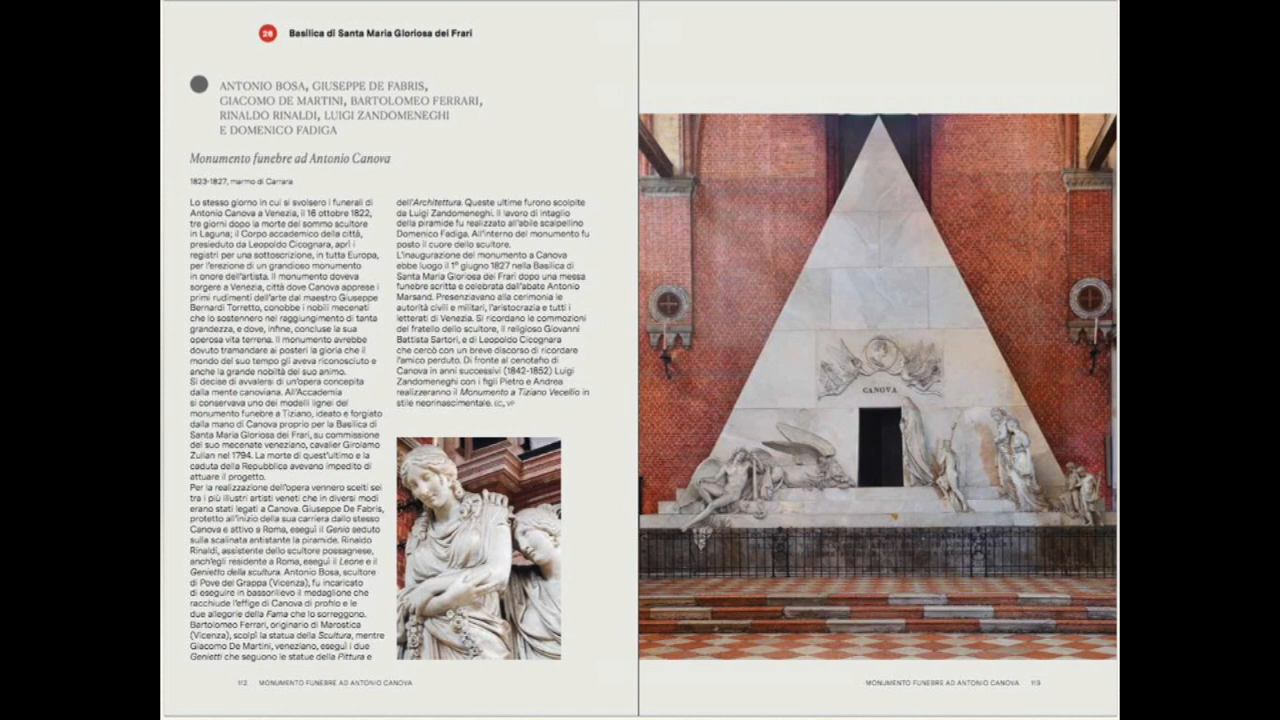 26 Basilica di Santa Maria Gloriosa dei Frari
ANTONIO BOSA, GIUSEPPE DE FABRIS,
GIACOMO DE MARTINI, BARTOLOMEO FERRARI,
RINALDO RINALDI, LUIGI ZANDOMENEGHI
E DOMENICO FADIGA
Monumento funebre ad Antonio Canova
1823-1827, marmo di Carrara
Lo stesso giorno in cui si svolsero i funerali di
Antonio Canova a Venezia, il 16 ottobre 1822,
tre giorni dopo la morte del sommo scultore
in Laguna; il Corpo accademico della città,
presieduto da Leopoldo Cicognara, aprì i
registri per una sottoscrizione, in tutta Europa,
per l'erezione di un grandioso monumento
in onore dell'artista. Il monumento doveva
sorgere a Venezia, città dove Canova apprese i
primi rudimenti dell'arte dal maestro Giuseppe
Bernardi Torretto, conobbe i nobili mecenati
che lo sostennero nel raggiungimento di tanta
grandezza, e dove, infine, concluse la sua
operosa vita terrena. Il monumento avrebbe
dovuto tramandare ai posteri la gloria che il
mondo del suo tempo gli aveva riconosciuto e
anche la grande nobiltà del suo animo.
Si decise di avvalersi di un'opera concepita
dalla mente canoviana. All'Accademia
si conservava uno dei modelli lignei del
monumento funebre a Tiziano, ideato e forgiato
dalla mano di Canova proprio per la Basilica di
Santa Maria Gloriosa dei Frari, su commissione
del suo mecenate veneziano, cavalier Girolamo
Zulian nel 1794. La morte di quest'ultimo e la
caduta della Repubblica avevano impedito di
attuare il progetto.
Per la realizzazione dell'opera vennero scelti sei
tra i più illustri artisti veneti che in diversi modi
erano stati legati a Canova. Giuseppe De Fabris,
protetto all'inizio della sua carriera dallo stesso
Canova e attivo a Roma, eseguì il Genio seduto
sulla scalinata antistante la piramide. Rinaldo
Rinaldi, assistente dello scultore possagnese,
anch'egli residente a Roma, eseguì il Leone e il
Genietto della scultura. Antonio Bosa, scultore
di Pove del Grappa (Vicenza), fu incaricato
di eseguire in bassorilievo il medaglione che
racchiude l'effige di Canova di profilo e le
due allegorie della Fama che lo sorreggono.
Bartolomeo Ferrari, originario di Marostica
(Vicenza), scolpì la statua della Scultura, mentre
Giacomo De Martini, veneziano, eseguì i due
Genietti che seguono le statue della Pittura e
dell'Architettura. Queste ultime furono scolpite
da Luigi Zandomeneghi. Il lavoro di intaglio
della piramide fu realizzato all'abile scalpellino
Domenico Fadiga. All'interno del monumento fu
posto il cuore dello scultore.
L'inaugurazione del monumento a Canova
ebbe luogo il 1° giugno 1827 nella Basilica di
Santa Maria Gloriosa dei Frari dopo una messa
funebre scritta e celebrata dall'abate Antonio
Marsand. Presenziavano alla cerimonia le
autorità civili e militari, l'aristocrazia e tutti i
letterati di Venezia. Si ricordano le commozioni
del fratello dello scultore, il religioso Giovanni
Battista Sartori, e di Leopoldo Cicognara
che cercò con un breve discorso di ricordare
l'amico perduto. Di fronte al cenotafio di
Canova in anni successivi (1842-1852) Luigi
Zandomeneghi con i figli Pietro e Andrea
realizzeranno il Monumento a Tiziano Vecellio in
stile neorinascimentale. EC, VP
CANOVA
112 MONUMENTO FUNEBRE AD ANTONIO CANOVA
MONUMENTO FUNEBRE AD ANTONIO CANOVA 113